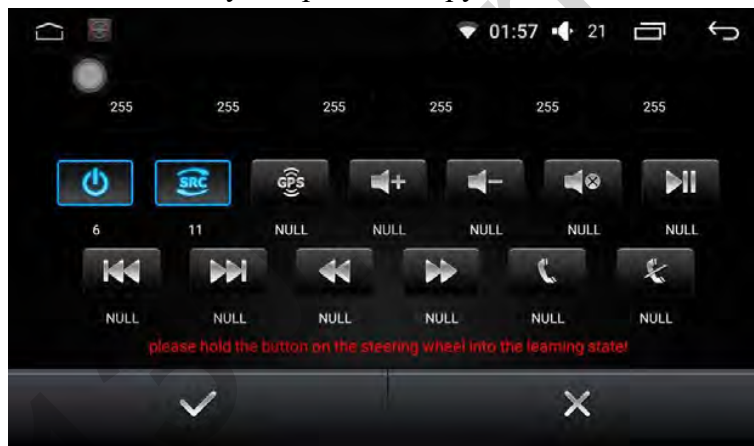 01:57 21
255 255 255 255 255 255
SRC GPS
6 11 NULL NULL NULL NULL NULL
NULL NULL NULL NULL NULL NULL
please hold the button on the steering wheel into the learning state!